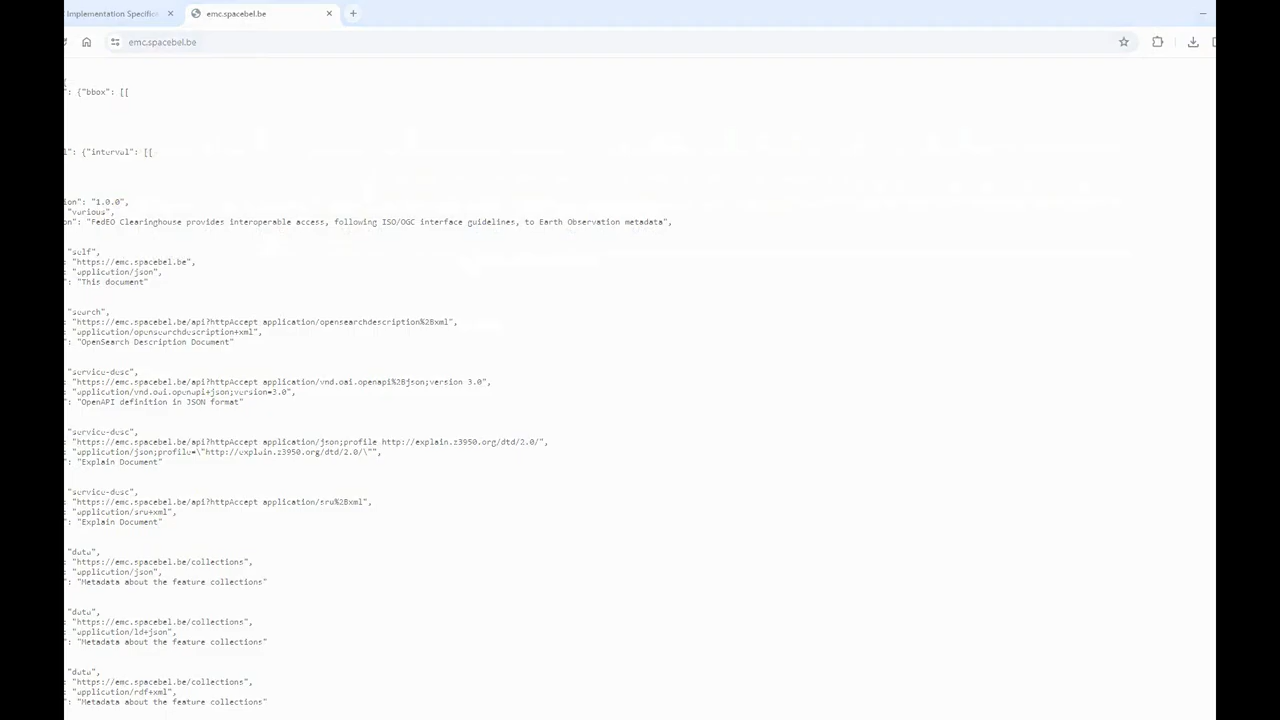 Implementation Specific
emc.spacebel.be
emc.spacebel.be
": {"bbox": [[
l": {"interval": [[
ion": "1.0.0",
"various",
on": "FedEO Clearinghouse provides interoperable access, following ISO/OGC interface guidelines, to Earth Observation metadata",
"self",
: "https://emc.spacebel.be",
: "application/json",
": "This document"
"search",
: "https://emc.spacebel.be/api?httpAccept application/opensearchdescription%2Bxml",
: "application/opensearchdescription+xml",
": "OpenSearch Description Document"
"service-desc",
: "https://emc.spacebel.be/api?httpAccept application/vnd.oai.openapi%2Bjson;version 3.0",
: "application/vnd.oai.openapi+json;version=3.0",
": "OpenAPI definition in JSON format"
"service-desc",
: "https://emc.spacebel.be/api?httpAccept application/json;profile http://explain.z3950.org/dtd/2.0/",
: "application/json;profile=\"http://explain.z3950.org/dtd/2.0/\"",
": "Explain Document"
"service-desc",
: "https://emc.spacebel.be/api?httpAccept application/sru%2Bxml",
: "application/sru+xml",
": "Explain Document"
"data",
: "https://emc.spacebel.be/collections",
: "application/json",
": "Metadata about the feature collections"
"data",
: "https://emc.spacebel.be/collections",
: "application/ld+json",
": "Metadata about the feature collections"
"data",
: "https://emc.spacebel.be/collections",
: "application/rdf+xml",
": "Metadata about the feature collections"